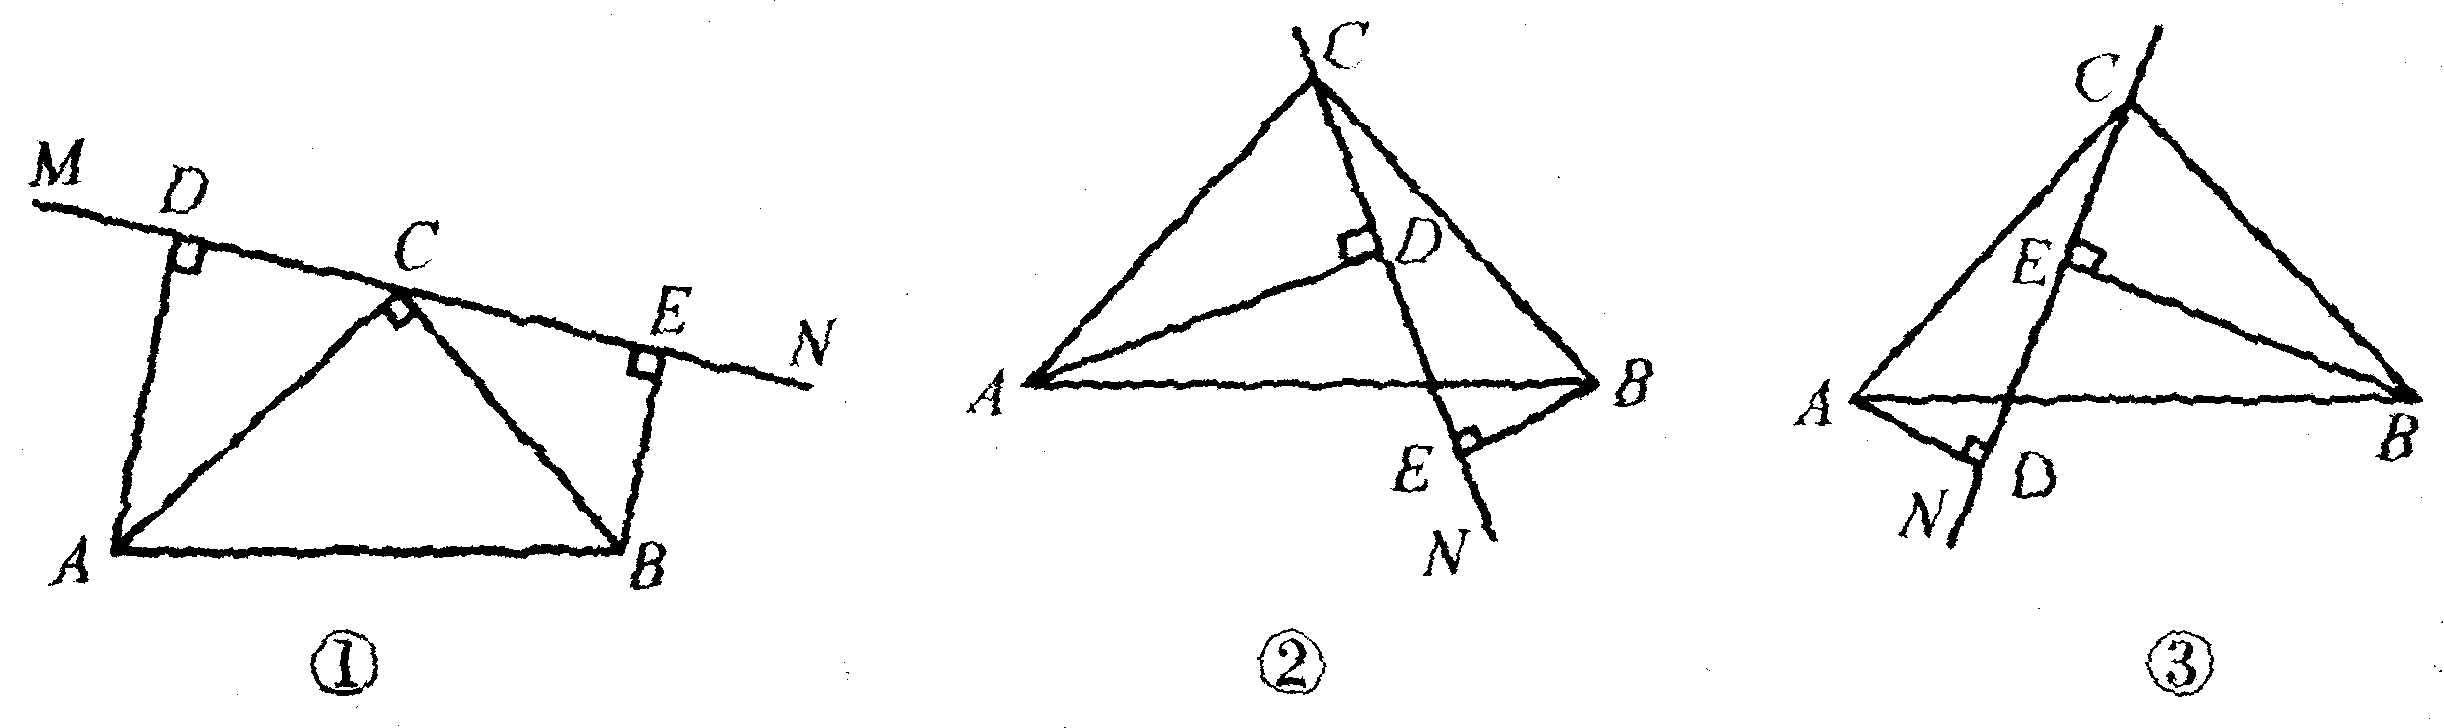 M D C E N A B
①
C D A B E N
②
C E A B D N
③